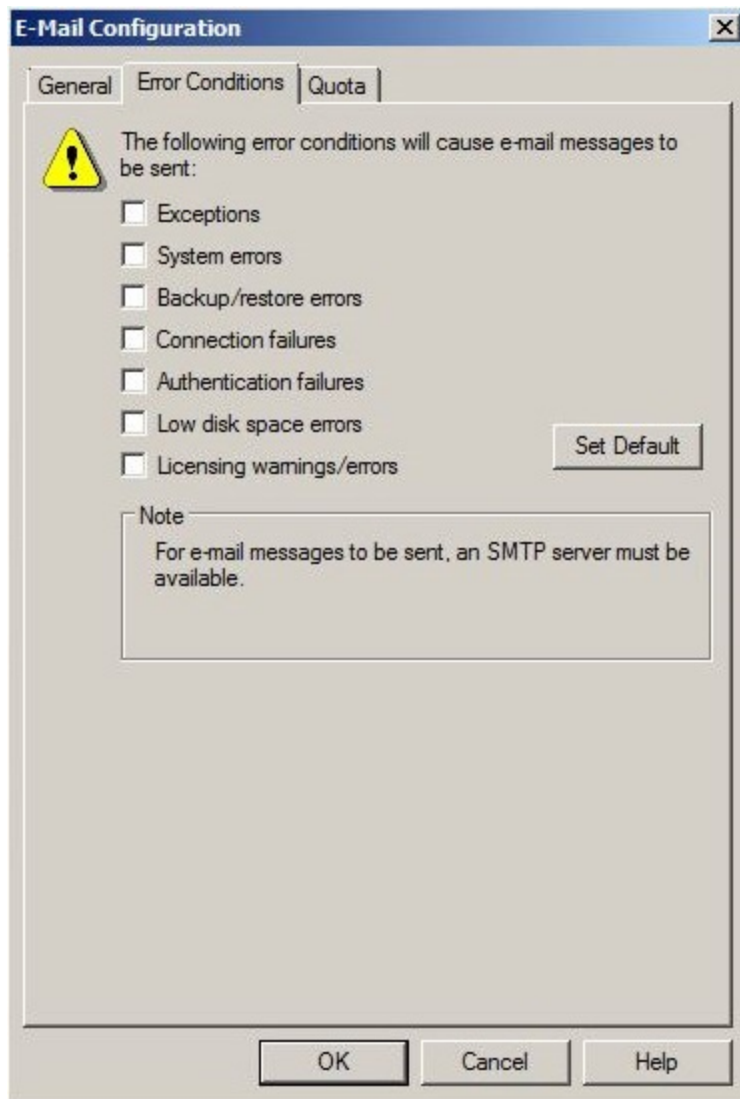 E-Mail Configuration
General
Error Conditions
Quota
The following error conditions will cause e-mail messages to
be sent:
Exceptions
System errors
Backup/restore errors
Connection failures
Authentication failures
Low disk space errors
Licensing warnings/errors
Set Default
Note
For e-mail messages to be sent, an SMTP server must be
available.
OK
Cancel
Help